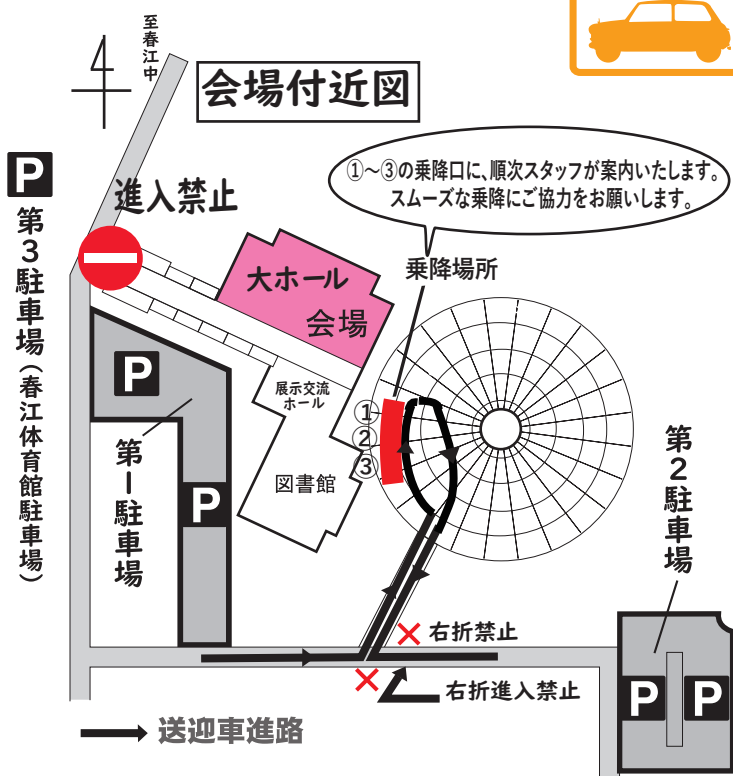 至春江中
会場付近図
①〜③の乗降口に、順次スタッフが案内いたします。
スムーズな乗降にご協力をお願いします。
P
第3駐車場(春江体育館駐車場)
進入禁止
大ホール
会場
乗降場所
P
展示交流
ホール
①
②
③
図書館
第1駐車場
P
第2駐車場
右折禁止
右折進入禁止
P
P
送迎車進路